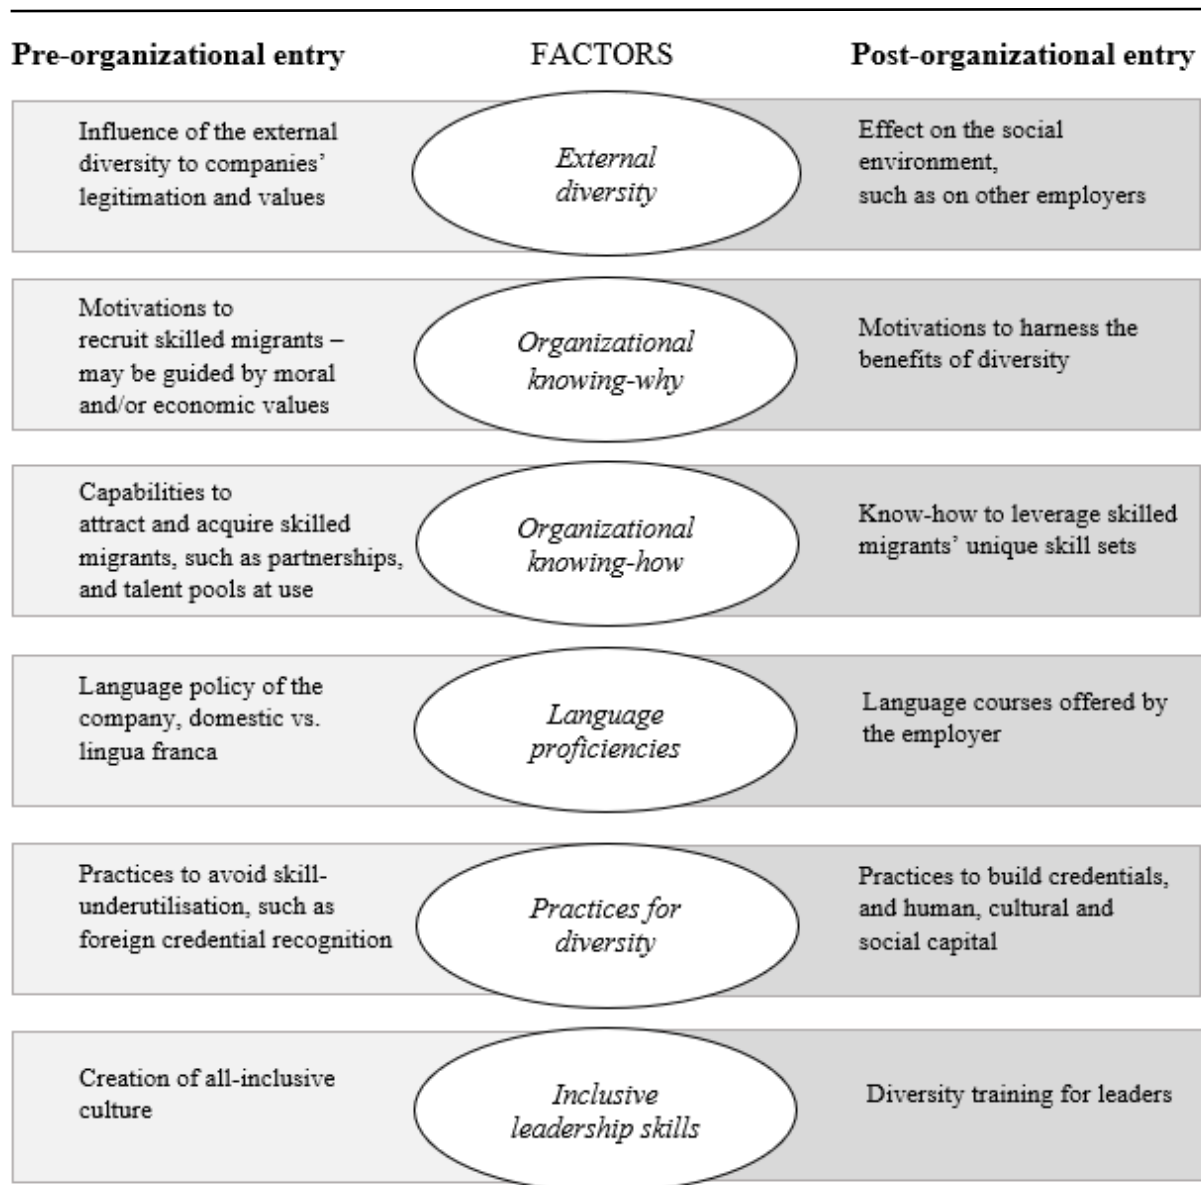 Pre-organizational entry
FACTORS
Post-organizational entry
Influence of the external
diversity to companies’
legitimation and values
External
diversity
Effect on the social
environment,
such as on other employers
Motivations to
recruit skilled migrants –
may be guided by moral
and/or economic values
Organizational
knowing-why
Motivations to harness the
benefits of diversity
Capabilities to
attract and acquire skilled
migrants, such as partnerships,
and talent pools at use
Organizational
knowing-how
Know-how to leverage skilled
migrants’ unique skill sets
Language policy of the
company, domestic vs.
lingua franca
Language
proficiencies
Language courses offered by
the employer
Practices to avoid skill-
underutilisation, such as
foreign credential recognition
Practices for
diversity
Practices to build credentials,
and human, cultural and
social capital
Creation of all-inclusive
culture
Inclusive
leadership skills
Diversity training for leaders